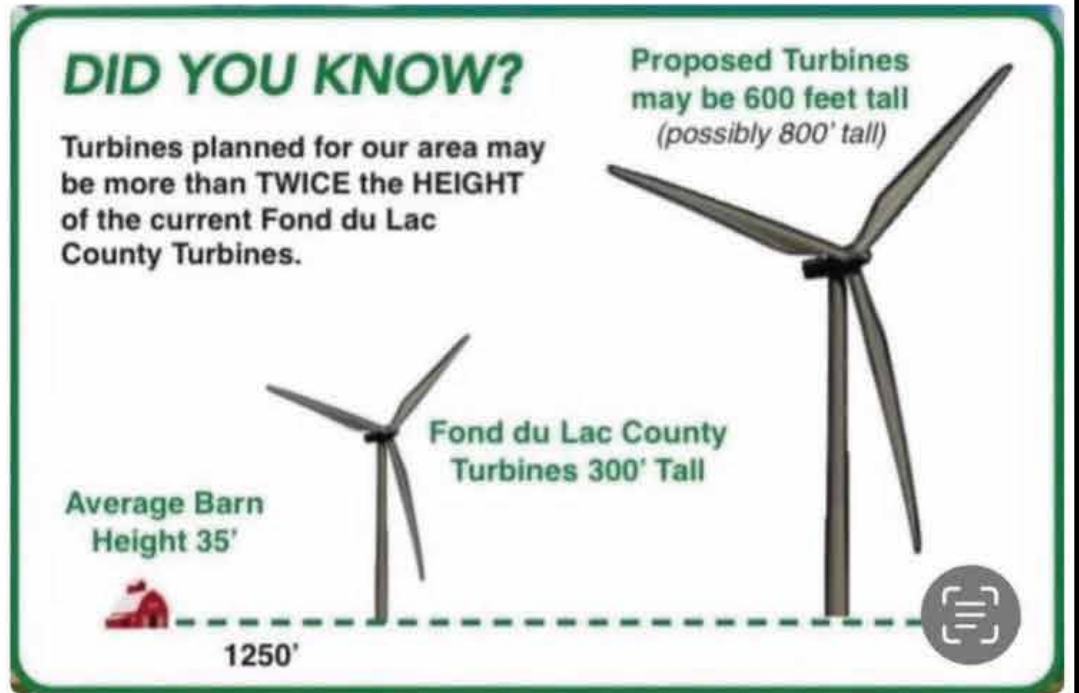 DID YOU KNOW?
Turbines planned for our area may
be more than TWICE the HEIGHT
of the current Fond du Lac
County Turbines.
Proposed Turbines
may be 600 feet tall
(possibly 800' tall)
Fond du Lac County
Turbines 300' Tall
Average Barn
Height 35'
1250'